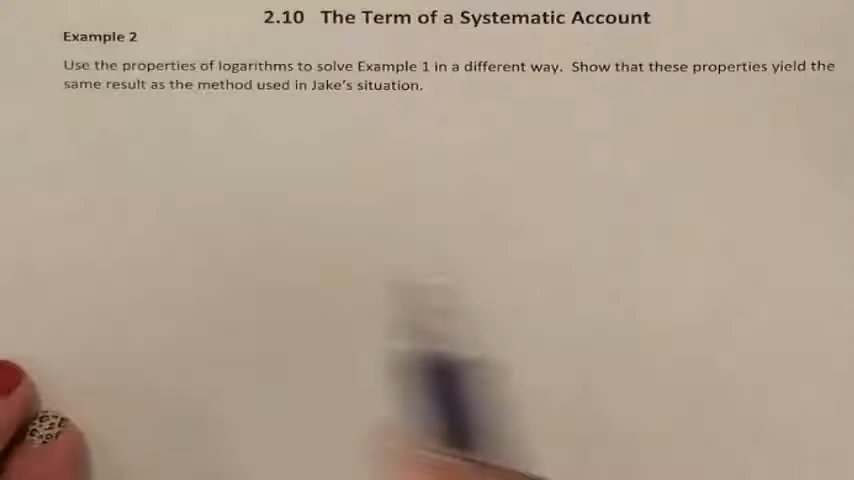 2.10 The Term of a Systematic Account
Example 2
Use the properties of logarithms to solve Example 1 in a different way. Show that these properties yield the
same result as the method used in Jake's situation.